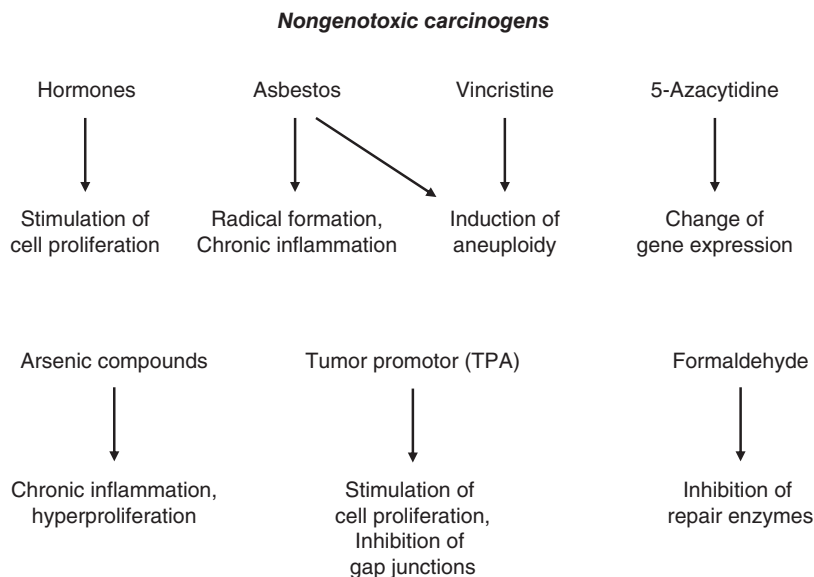 Nongenotoxic carcinogens
Hormones
Asbestos
Vincristine
5-Azacytidine
Stimulation of
cell proliferation
Radical formation,
Chronic inflammation
Induction of
aneuploidy
Change of
gene expression
Arsenic compounds
Tumor promotor (TPA)
Formaldehyde
Chronic inflammation,
hyperproliferation
Stimulation of
cell proliferation,
Inhibition of
gap junctions
Inhibition of
repair enzymes